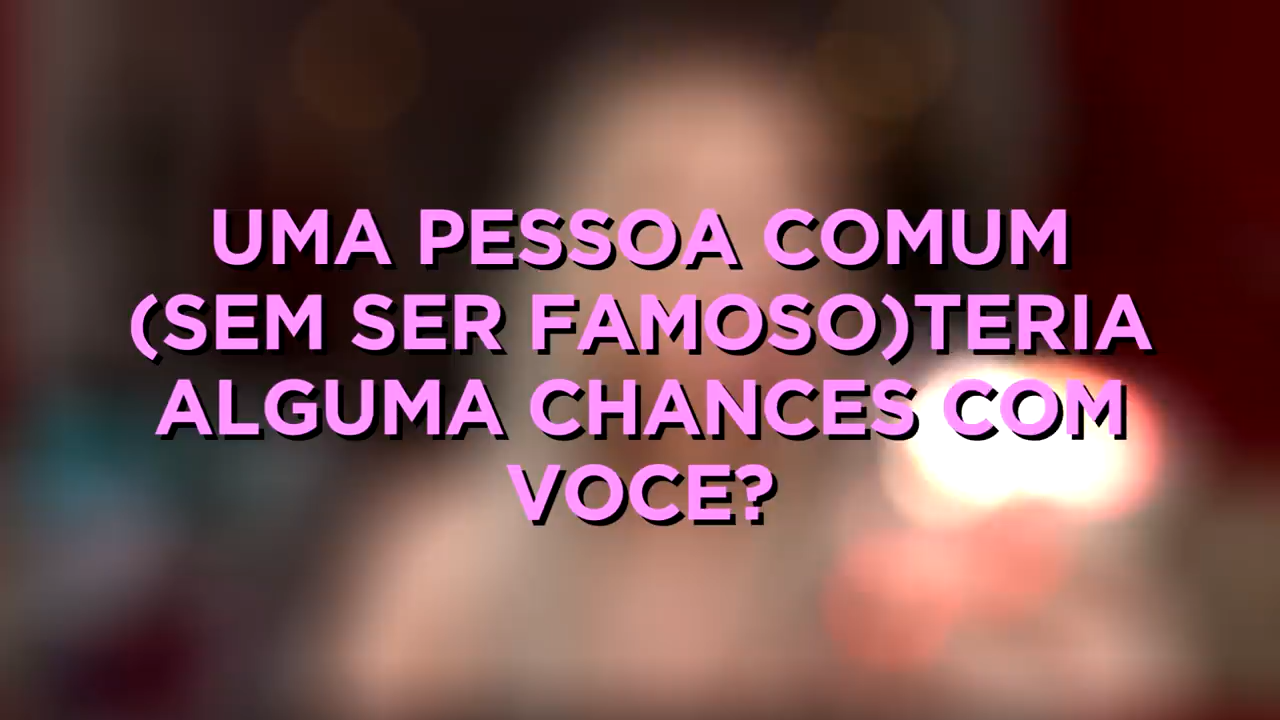 UMA PESSOA COMUM
(SEM SER FAMOSO)TERIA
ALGUMA CHANCES COM
VOCE?